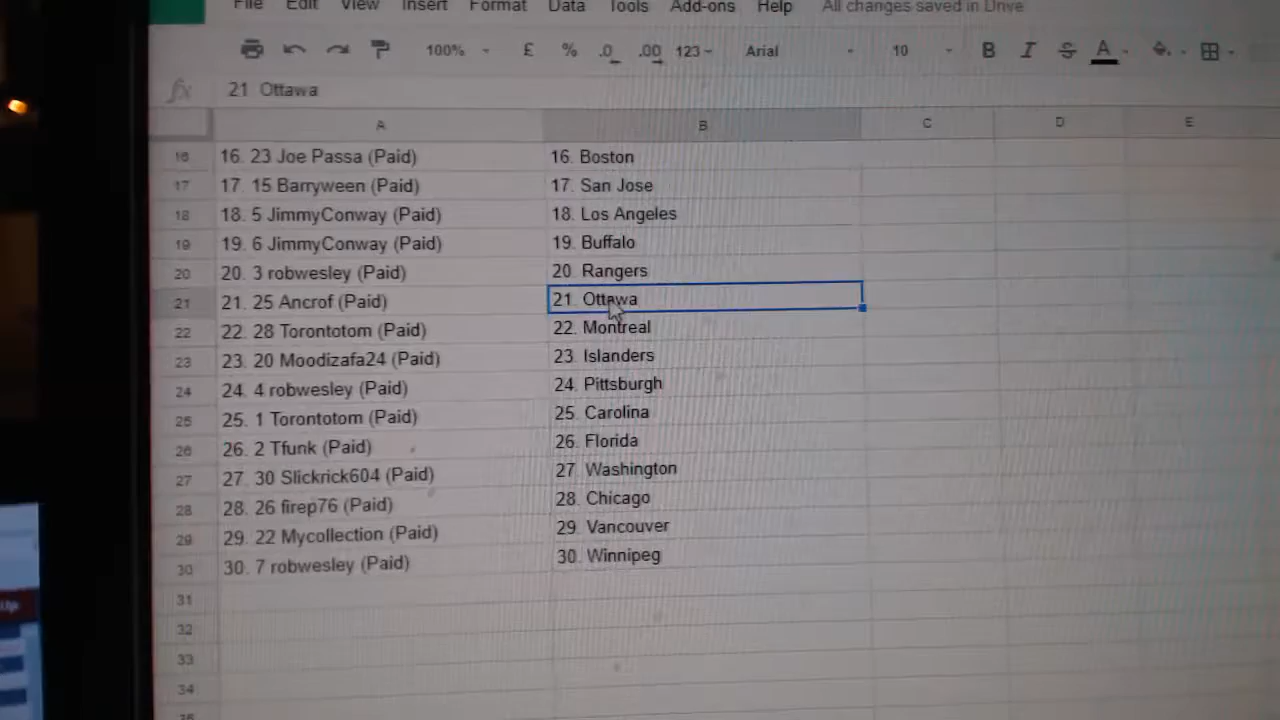 File Edit View Insert Format Data Tools Add-ons Help All changes saved in Drive
100% £ % .0 .00 123 Arial 10 B I S A
fx 21 Ottawa
A B C D E
16 16. 23 Joe Passa (Paid) 16. Boston
17 17. 15 Barryween (Paid) 17. San Jose
18 18. 5 JimmyConway (Paid) 18. Los Angeles
19 19. 6 JimmyConway (Paid) 19. Buffalo
20 20. 3 robwesley (Paid) 20. Rangers
21 21. 25 Ancrof (Paid) 21. Ottawa
22 22. 28 Torontotom (Paid) 22. Montreal
23 23. 20 Moodizafa24 (Paid) 23. Islanders
24 24. 4 robwesley (Paid) 24. Pittsburgh
25 25. 1 Torontotom (Paid) 25. Carolina
26 26. 2 Tfunk (Paid) 26. Florida
27 27. 30 Slickrick604 (Paid) 27. Washington
28 28. 26 firep76 (Paid) 28. Chicago
29 29. 22 Mycollection (Paid) 29. Vancouver
30 30. 7 robwesley (Paid) 30. Winnipeg
31
32
33
34